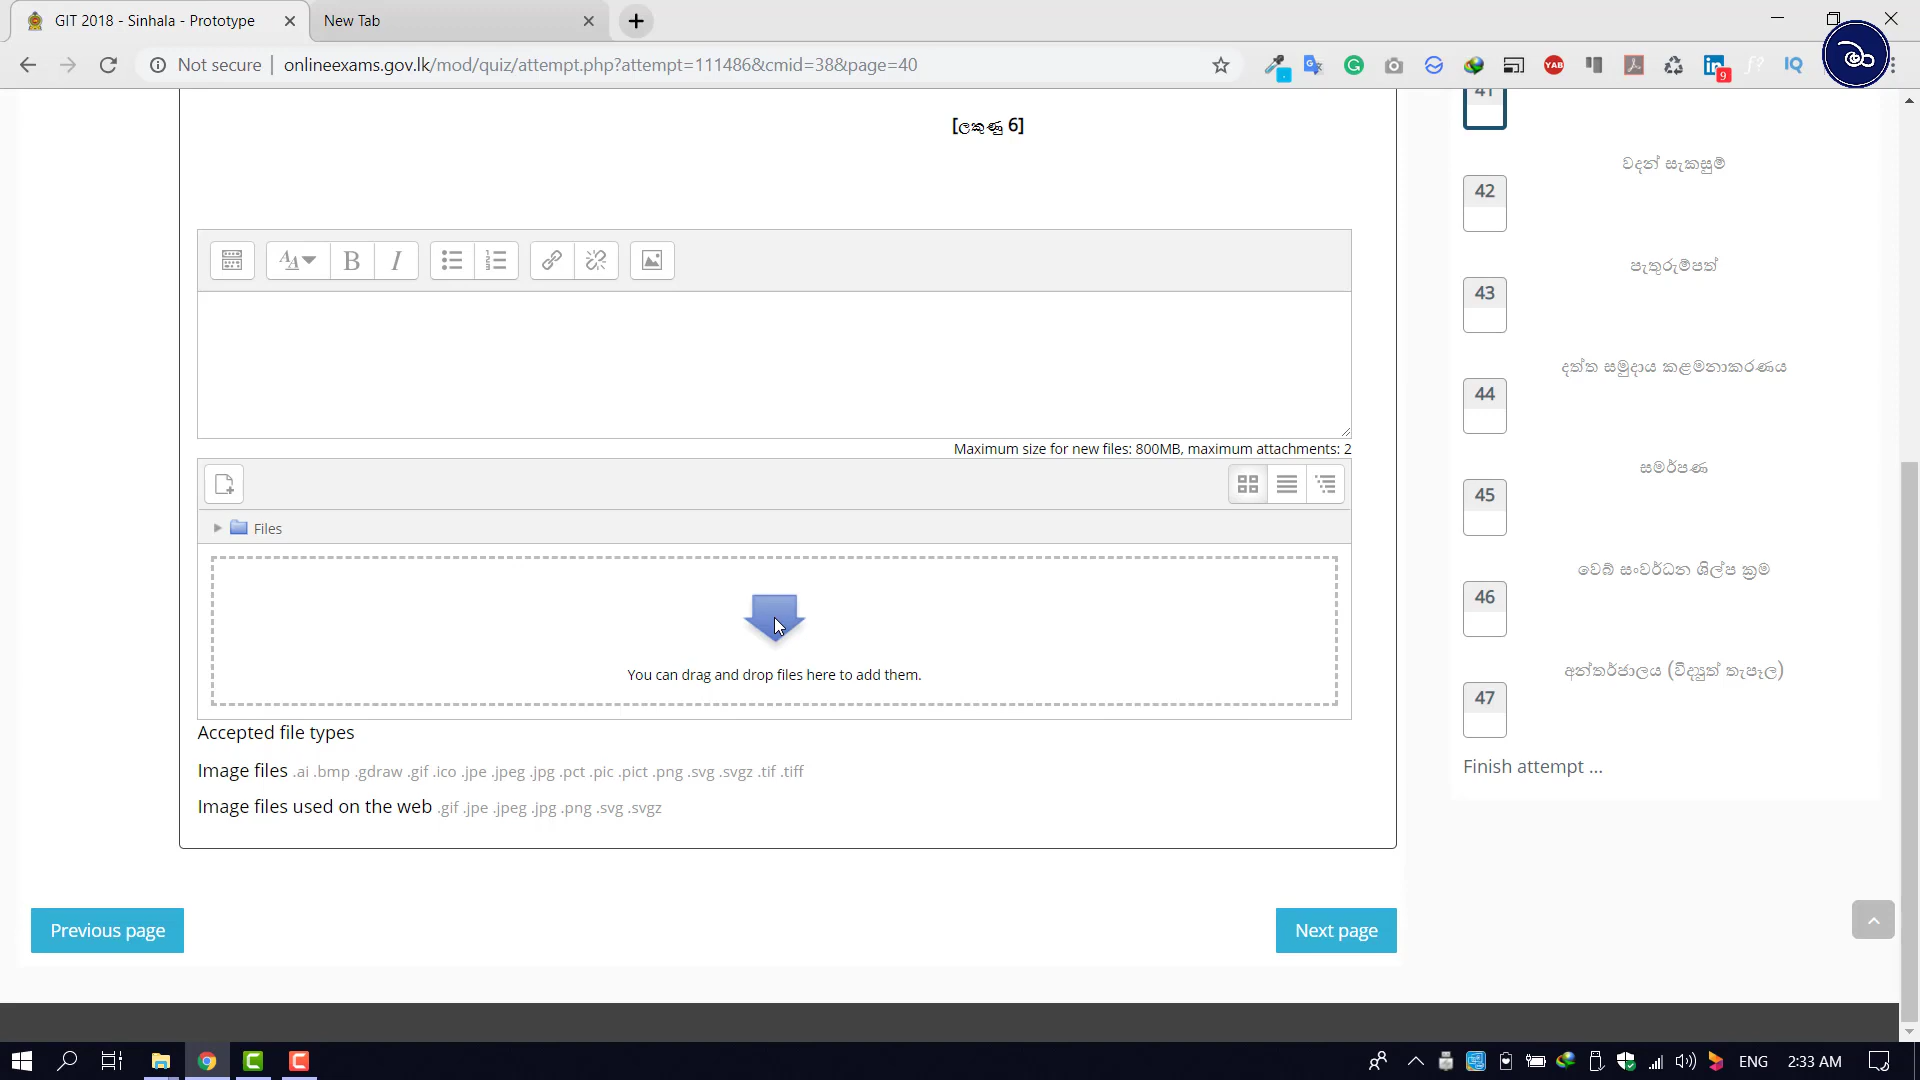 GIT 2018 - Sinhala - Prototype
New Tab
Not secure
onlineexams.gov.lk/mod/quiz/attempt.php?attempt=111486&cmid=38&page=40
YAB
9
IQ
[ලකුණු 6]
41
වදන් සැකසුම්
42
පැතුරුම්පත්
43
දත්ත සමුදාය කළමනාකරණය
44
සමර්පණ
45
වෙබ් සංවර්ධන ශිල්ප ක්‍රම
46
අන්තර්ජාලය (විද්‍යුත් තැපෑල)
47
Finish attempt ...
Maximum size for new files: 800MB, maximum attachments: 2
Files
You can drag and drop files here to add them.
Accepted file types
Image files .ai .bmp .gdraw .gif .ico .jpe .jpeg .jpg .pct .pic .pict .png .svg .svgz .tif .tiff
Image files used on the web .gif .jpe .jpeg .jpg .png .svg .svgz
Previous page
Next page
ENG
2:33 AM